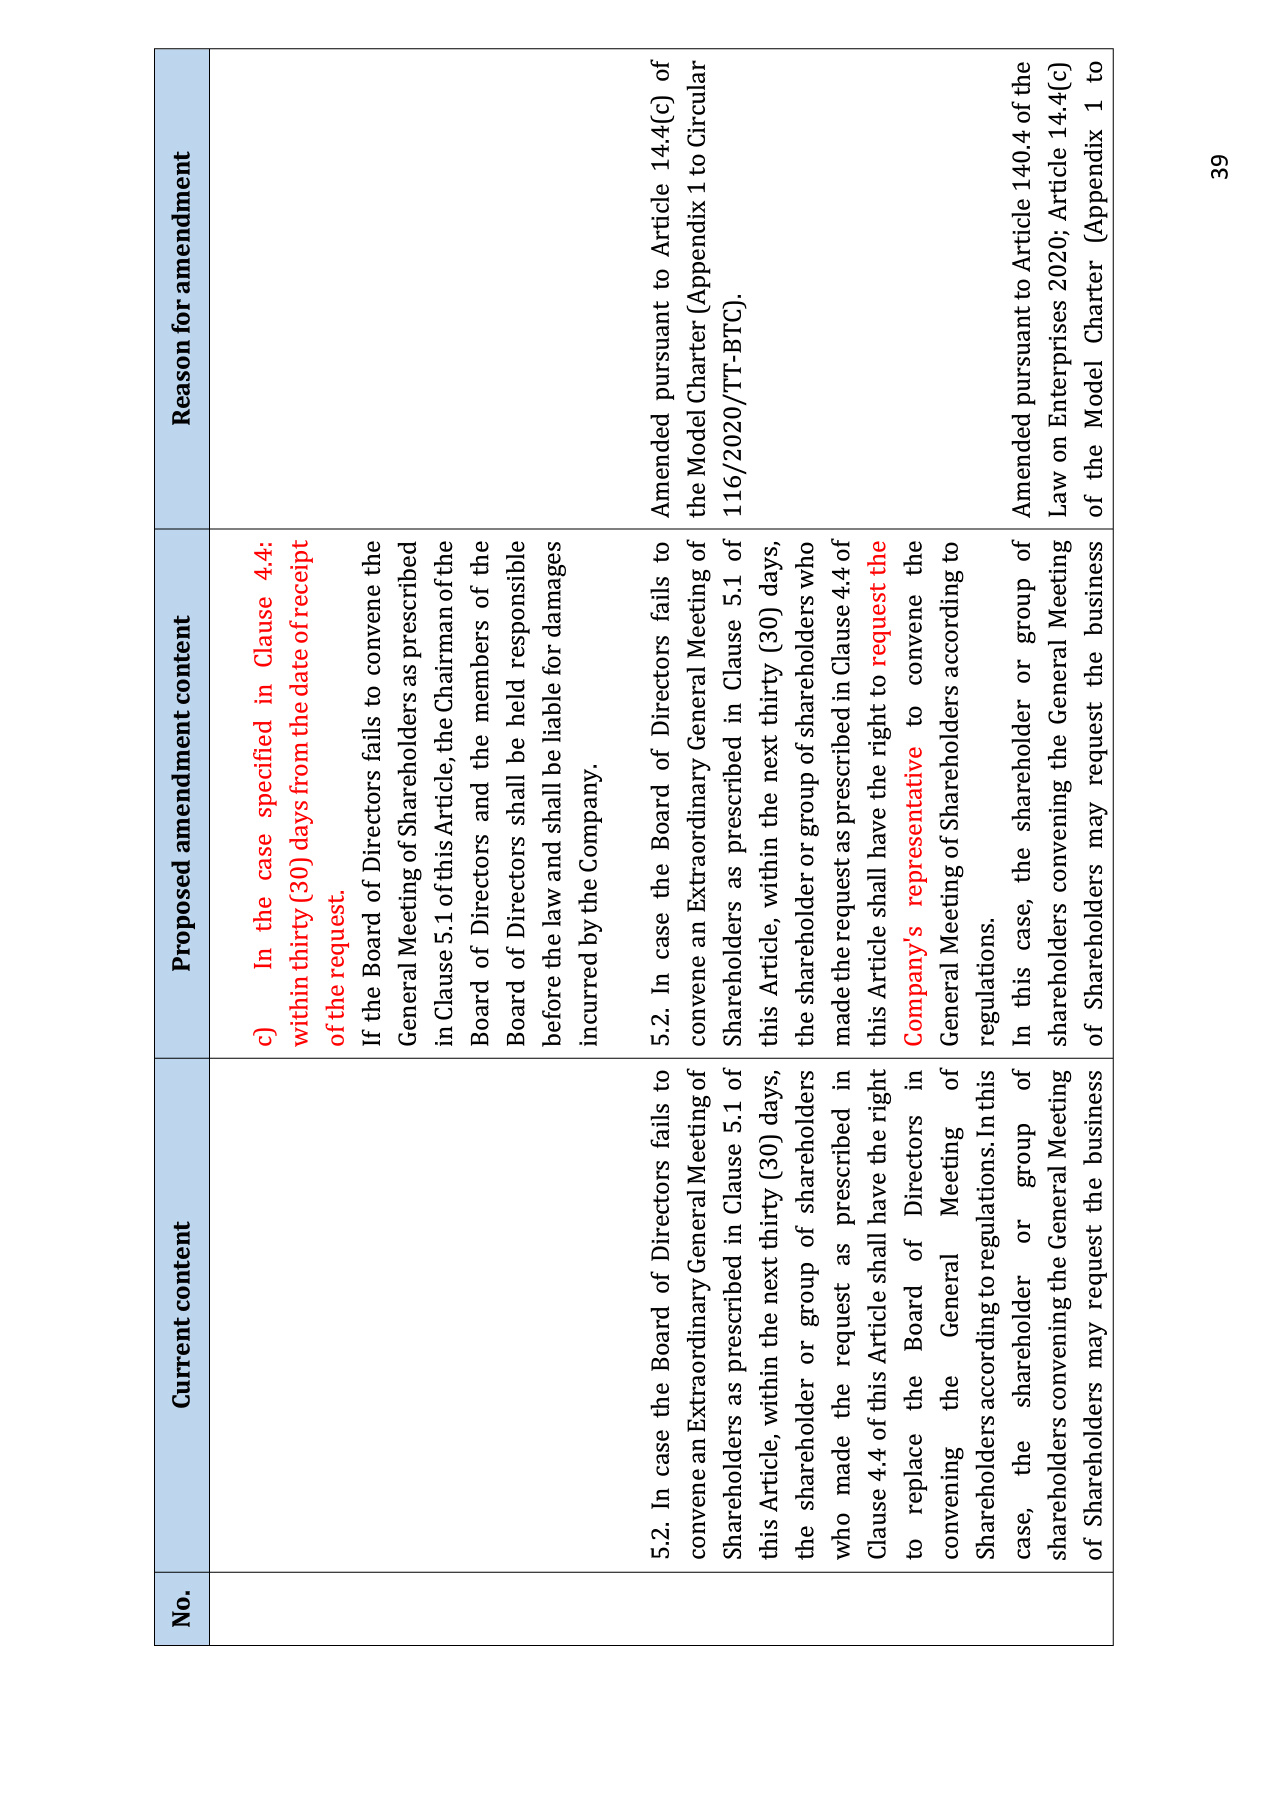 No.
Current content
Proposed amendment content
Reason for amendment
5.2. In case the Board of Directors fails to
convene an Extraordinary General Meeting of
Shareholders as prescribed in Clause 5.1 of
this Article, within the next thirty (30) days,
the shareholder or group of shareholders
who made the request as prescribed in
Clause 4.4 of this Article shall have the right
to replace the Board of Directors in
convening the General Meeting of
Shareholders according to regulations. In this
case, the shareholder or group of
shareholders convening the General Meeting
of Shareholders may request the business
c) In the case specified in Clause 4.4:
within thirty (30) days from the date of receipt
of the request.
If the Board of Directors fails to convene the
General Meeting of Shareholders as prescribed
in Clause 5.1 of this Article, the Chairman of the
Board of Directors and the members of the
Board of Directors shall be held responsible
before the law and shall be liable for damages
incurred by the Company.
5.2. In case the Board of Directors fails to
convene an Extraordinary General Meeting of
Shareholders as prescribed in Clause 5.1 of
this Article, within the next thirty (30) days,
the shareholder or group of shareholders who
made the request as prescribed in Clause 4.4 of
this Article shall have the right to request the
Company's representative to convene the
General Meeting of Shareholders according to
regulations.
In this case, the shareholder or group of
shareholders convening the General Meeting
of Shareholders may request the business
Amended pursuant to Article 14.4(c) of
the Model Charter (Appendix 1 to Circular
116/2020/TT-BTC).
Amended pursuant to Article 140.4 of the
Law on Enterprises 2020; Article 14.4(c)
of the Model Charter (Appendix 1 to
39